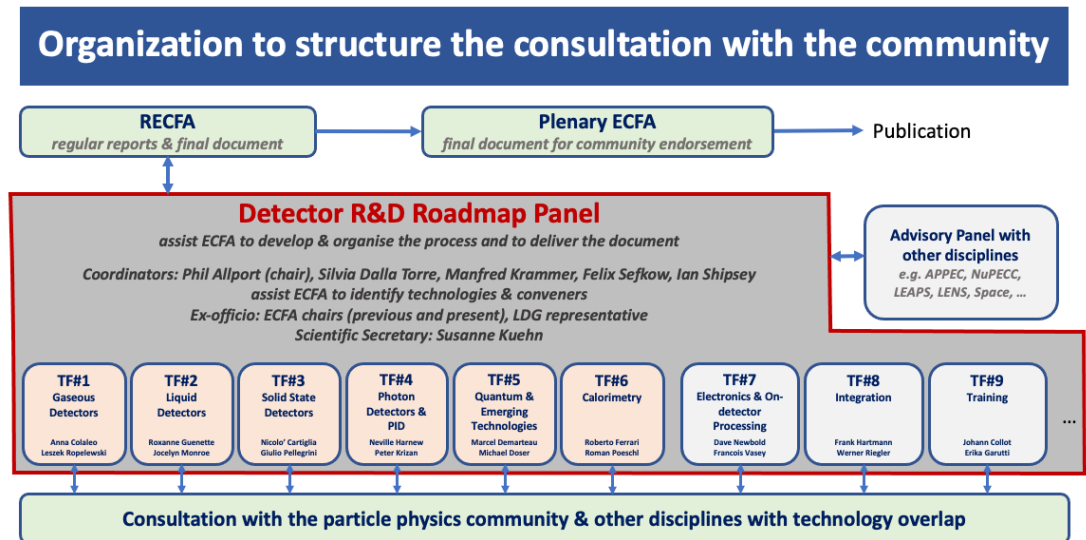 Organization to structure the consultation with the community
RECFA
regular reports & final document
Plenary ECFA
final document for community endorsement
Publication
Detector R&D Roadmap Panel
assist ECFA to develop & organise the process and to deliver the document
Coordinators: Phil Allport (chair), Silvia Dalla Torre, Manfred Krammer, Felix Sefkow, Ian Shipsey
assist ECFA to identify technologies & conveners
Ex-officio: ECFA chairs (previous and present), LDG representative
Scientific Secretary: Susanne Kuehn
Advisory Panel with
other disciplines
e.g. APPEC, NuPECC,
LEAPS, LENS, Space, …
TF#1
Gaseous
Detectors
Anna Colaleo
Leszek Ropelewski
TF#2
Liquid
Detectors
Roxanne Guenette
Jocelyn Monroe
TF#3
Solid State
Detectors
Nicolo’ Cartiglia
Giulio Pellegrini
TF#4
Photon
Detectors &
PID
Neville Harnew
Peter Krizan
TF#5
Quantum &
Emerging
Technologies
Marcel Demarteau
Michael Doser
TF#6
Calorimetry
Roberto Ferrari
Roman Poeschl
TF#7
Electronics & On-
detector
Processing
Dave Newbold
Francois Vasey
TF#8
Integration
Frank Hartmann
Werner Riegler
TF#9
Training
Johann Collot
Erika Garutti
…
Consultation with the particle physics community & other disciplines with technology overlap